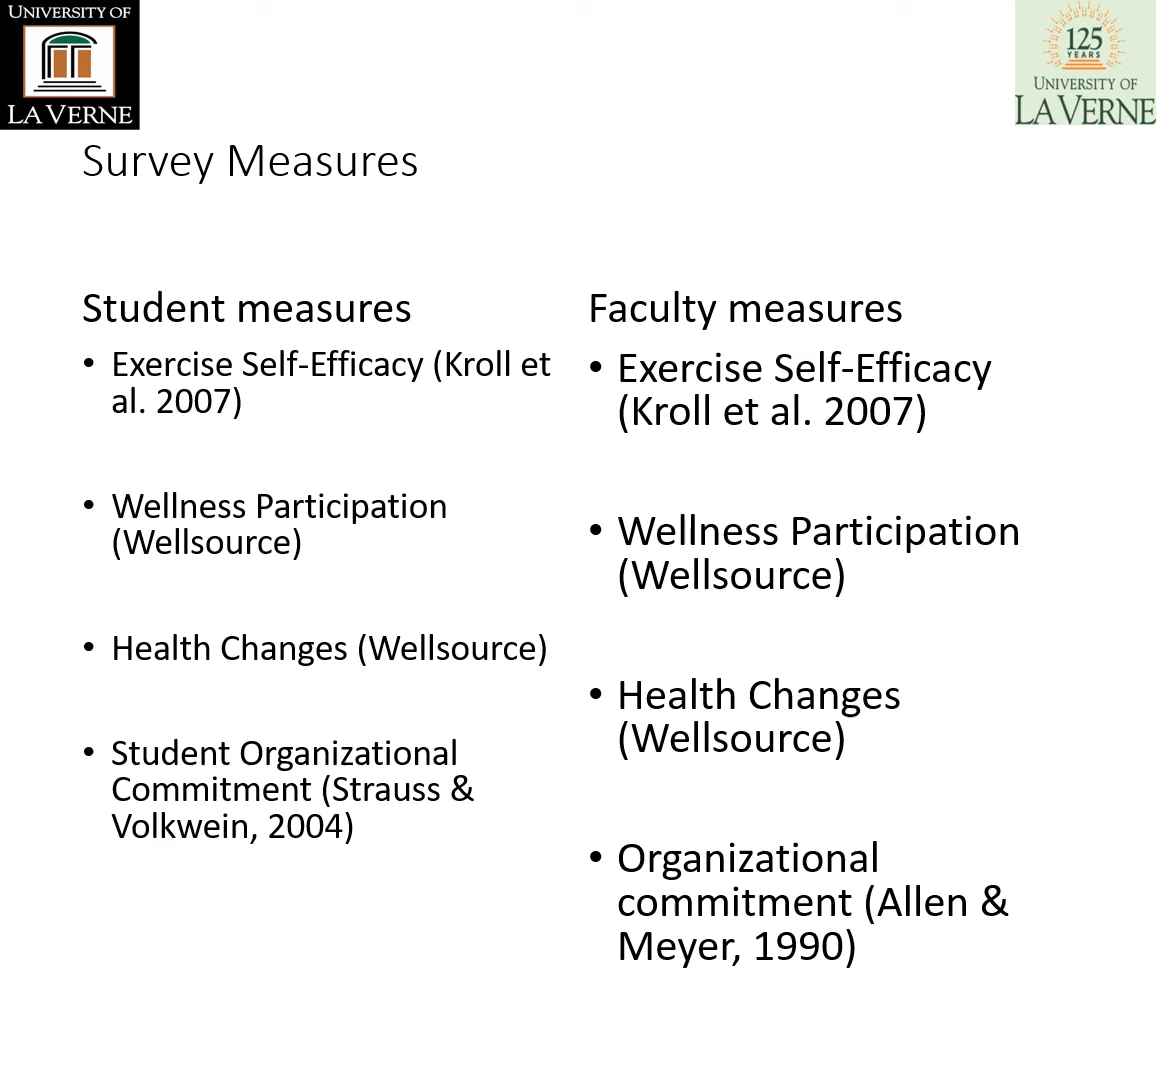 UNIVERSITY OF
LA VERNE
125
YEARS
UNIVERSITY OF
LA VERNE
Survey Measures
Student measures
• Exercise Self-Efficacy (Kroll et
al. 2007)
• Wellness Participation
(Wellsource)
• Health Changes (Wellsource)
• Student Organizational
Commitment (Strauss &
Volkwein, 2004)
Faculty measures
• Exercise Self-Efficacy
(Kroll et al. 2007)
• Wellness Participation
(Wellsource)
• Health Changes
(Wellsource)
• Organizational
commitment (Allen &
Meyer, 1990)